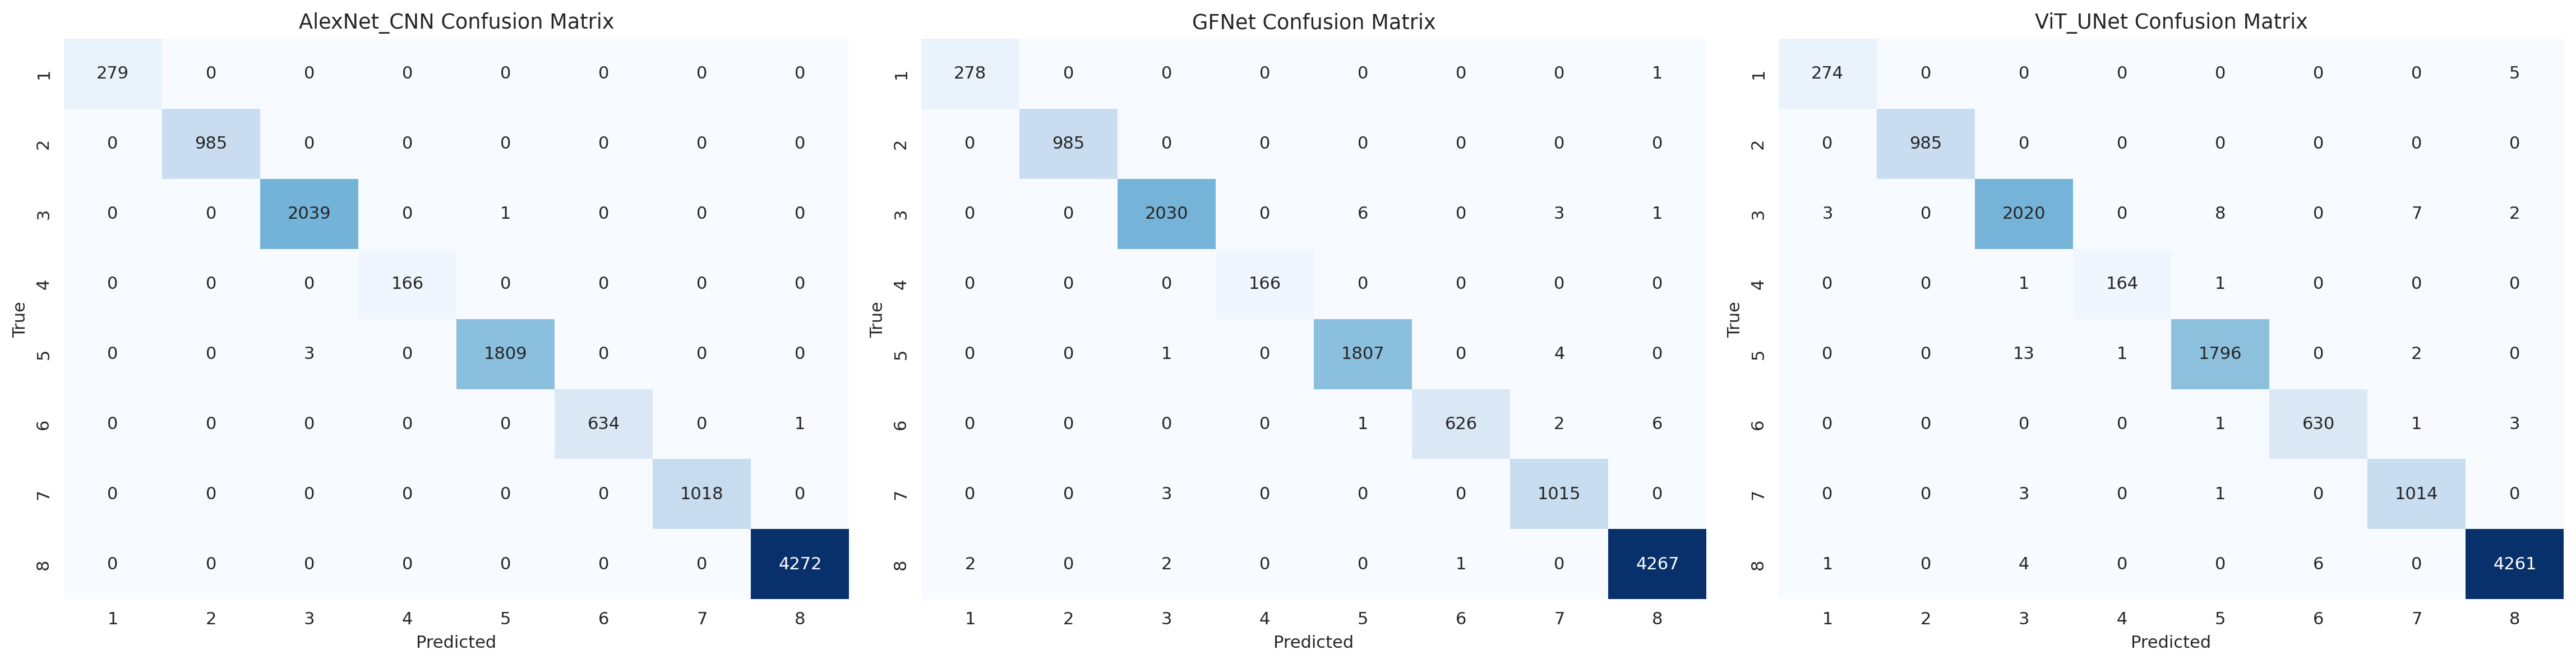 AlexNet_CNN Confusion Matrix
1 279 0 0 0 0 0 0 0
2 0 985 0 0 0 0 0 0
3 0 0 2039 0 1 0 0 0
4 0 0 0 166 0 0 0 0
5 0 0 3 0 1809 0 0 0
6 0 0 0 0 0 634 0 1
7 0 0 0 0 0 0 1018 0
8 0 0 0 0 0 0 0 4272
True
1 2 3 4 5 6 7 8
Predicted
GFNet Confusion Matrix
1 278 0 0 0 0 0 0 1
2 0 985 0 0 0 0 0 0
3 0 0 2030 0 6 0 3 1
4 0 0 0 166 0 0 0 0
5 0 0 1 0 1807 0 4 0
6 0 0 0 0 1 626 2 6
7 0 0 3 0 0 0 1015 0
8 2 0 2 0 0 1 0 4267
True
1 2 3 4 5 6 7 8
Predicted
ViT_UNet Confusion Matrix
1 274 0 0 0 0 0 0 5
2 0 985 0 0 0 0 0 0
3 3 0 2020 0 8 0 7 2
4 0 0 1 164 1 0 0 0
5 0 0 13 1 1796 0 2 0
6 0 0 0 0 1 630 1 3
7 0 0 3 0 1 0 1014 0
8 1 0 4 0 0 6 0 4261
True
1 2 3 4 5 6 7 8
Predicted